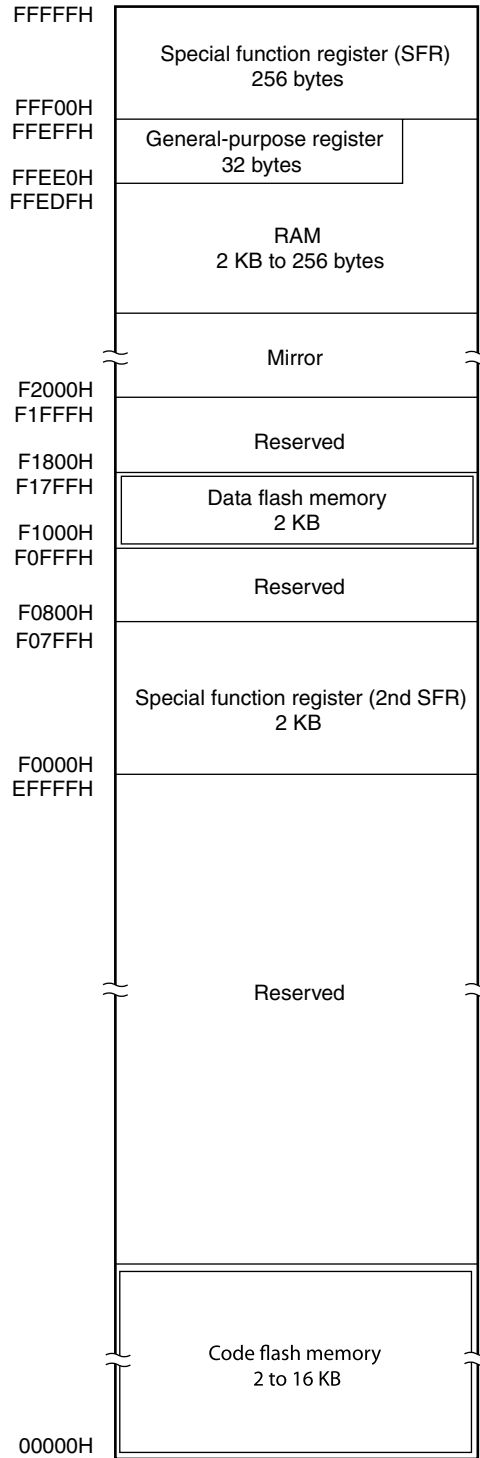 FFFFFH
Special function register (SFR)
256 bytes
FFF00H
FFEFFH
General-purpose register
32 bytes
FFEE0H
FFEDFH
RAM
2 KB to 256 bytes
Mirror
F2000H
F1FFFH
Reserved
F1800H
F17FFH
Data flash memory
2 KB
F1000H
F0FFFH
Reserved
F0800H
F07FFH
Special function register (2nd SFR)
2 KB
F0000H
EFFFFH
Reserved
Code flash memory
2 to 16 KB
00000H